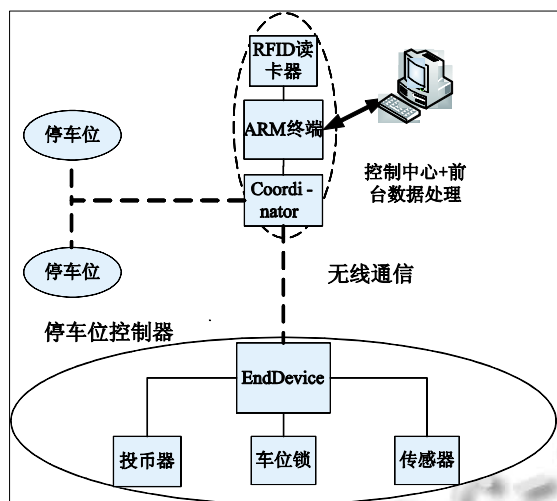 RFID读
卡器
ARM终端
Coordi-
nator
停车位
停车位
控制中心+前
台数据处理
无线通信
停车位控制器
EndDevice
投币器
车位锁
传感器